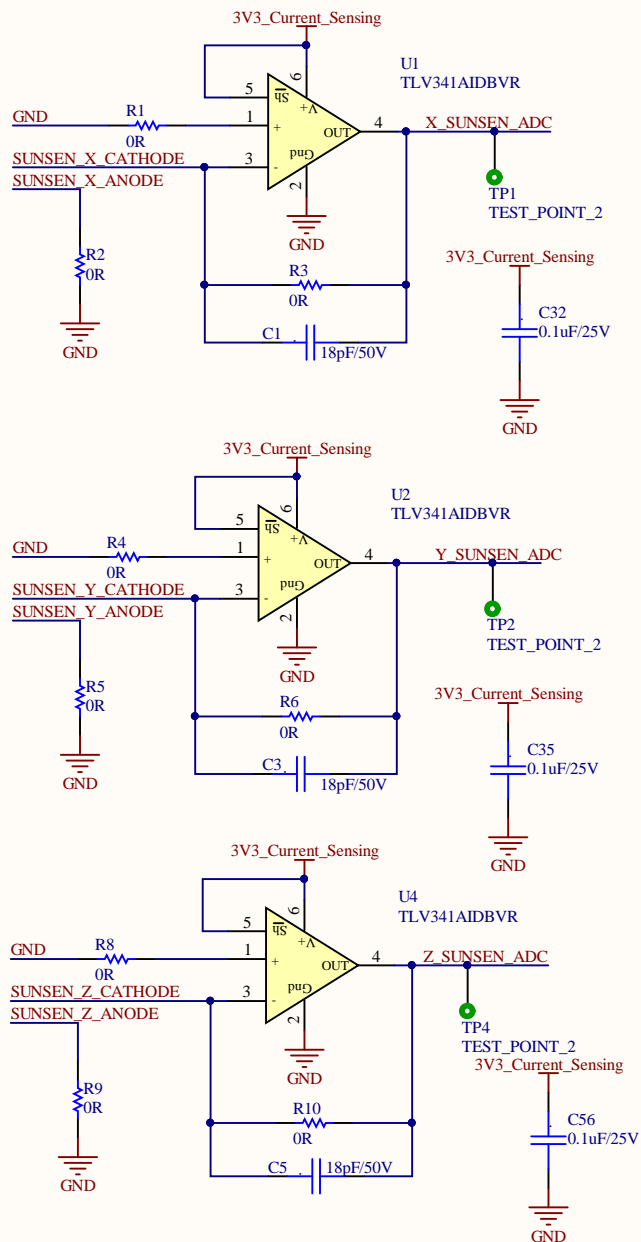 3V3_Current_Sensing
U1
TLV341AIDBVR
5
Sh
6
V+
GND
R1
0R
1
+
OUT
4
X_SUNSEN_ADC
SUNSEN_X_CATHODE
3
-
Gnd
2
SUNSEN_X_ANODE
TP1
TEST_POINT_2
GND
R2
0R
R3
0R
3V3_Current_Sensing
C32
0.1uF/25V
C1
18pF/50V
GND
GND
3V3_Current_Sensing
U2
TLV341AIDBVR
5
Sh
6
V+
GND
R4
0R
1
+
OUT
4
Y_SUNSEN_ADC
SUNSEN_Y_CATHODE
3
-
Gnd
2
SUNSEN_Y_ANODE
TP2
TEST_POINT_2
GND
R5
0R
R6
0R
3V3_Current_Sensing
C35
0.1uF/25V
C3
18pF/50V
GND
GND
3V3_Current_Sensing
U4
TLV341AIDBVR
5
Sh
6
V+
GND
R8
0R
1
+
OUT
4
Z_SUNSEN_ADC
SUNSEN_Z_CATHODE
3
-
Gnd
2
SUNSEN_Z_ANODE
TP4
TEST_POINT_2
GND
3V3_Current_Sensing
R9
0R
R10
0R
C56
0.1uF/25V
C5
18pF/50V
GND
GND